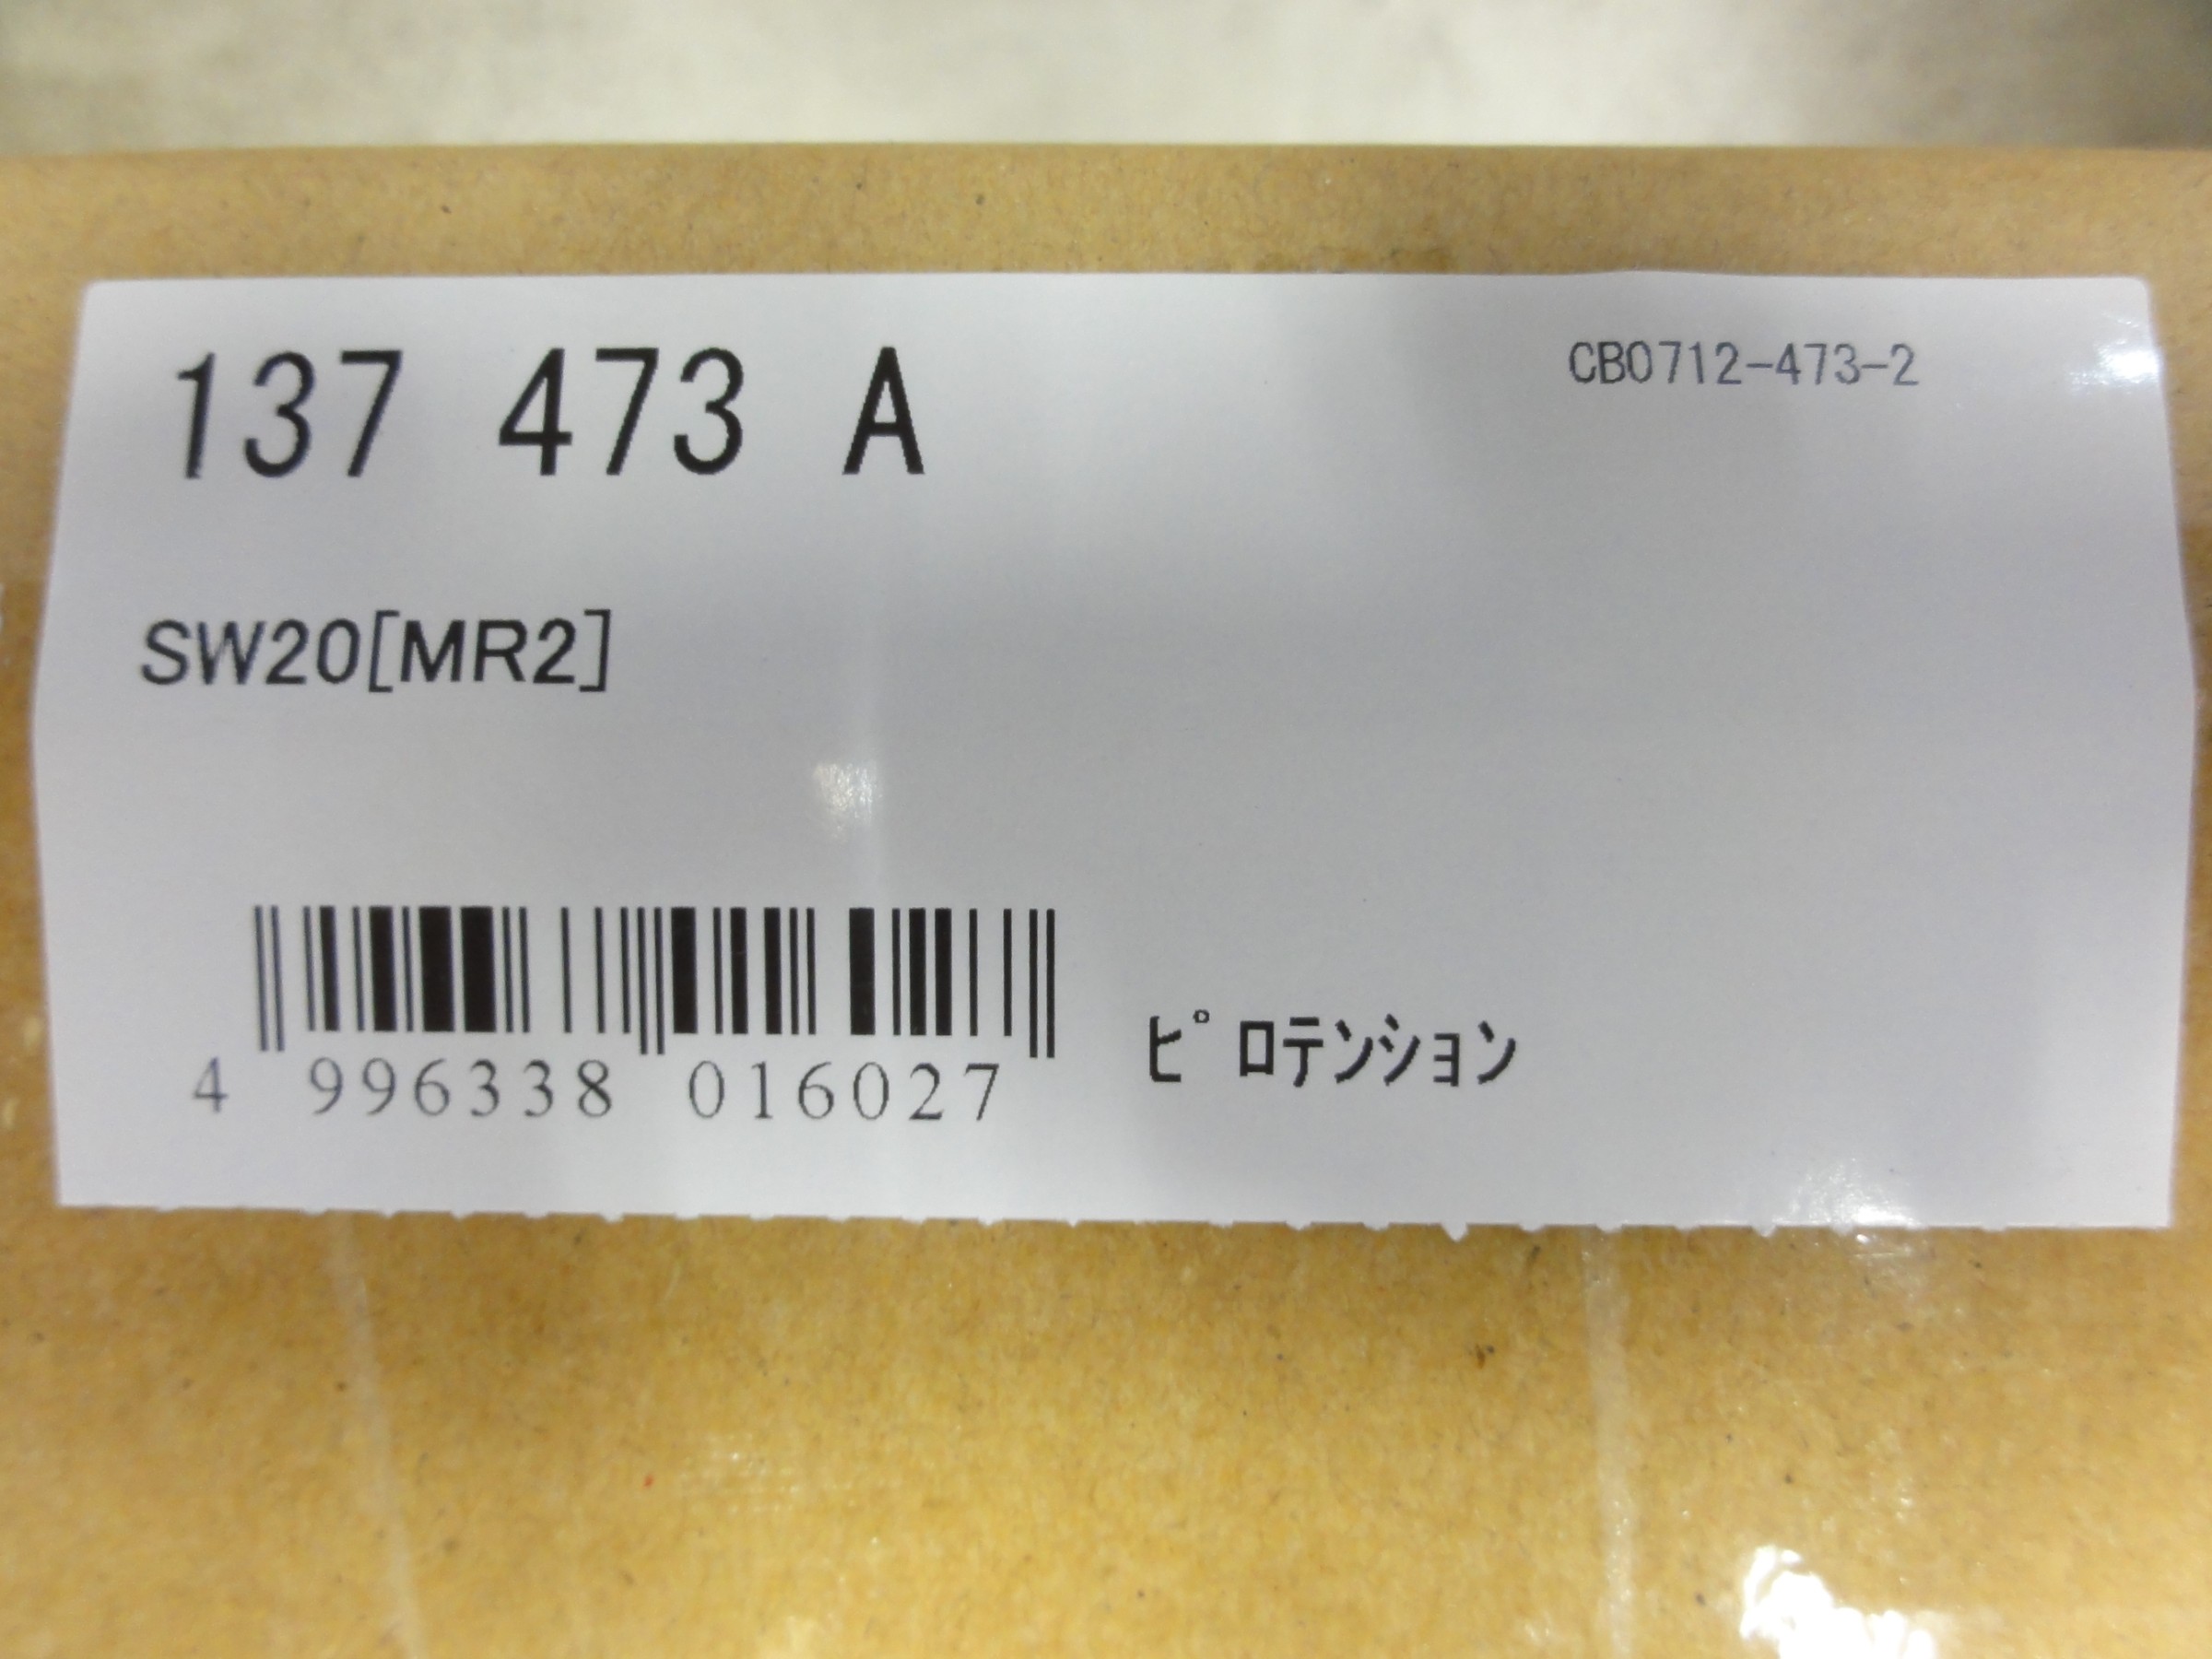 137 473 A
CB0712-473-2
SW20[MR2]
4 996338 016027
ﾋﾟﾛﾃﾝｼｮﾝ